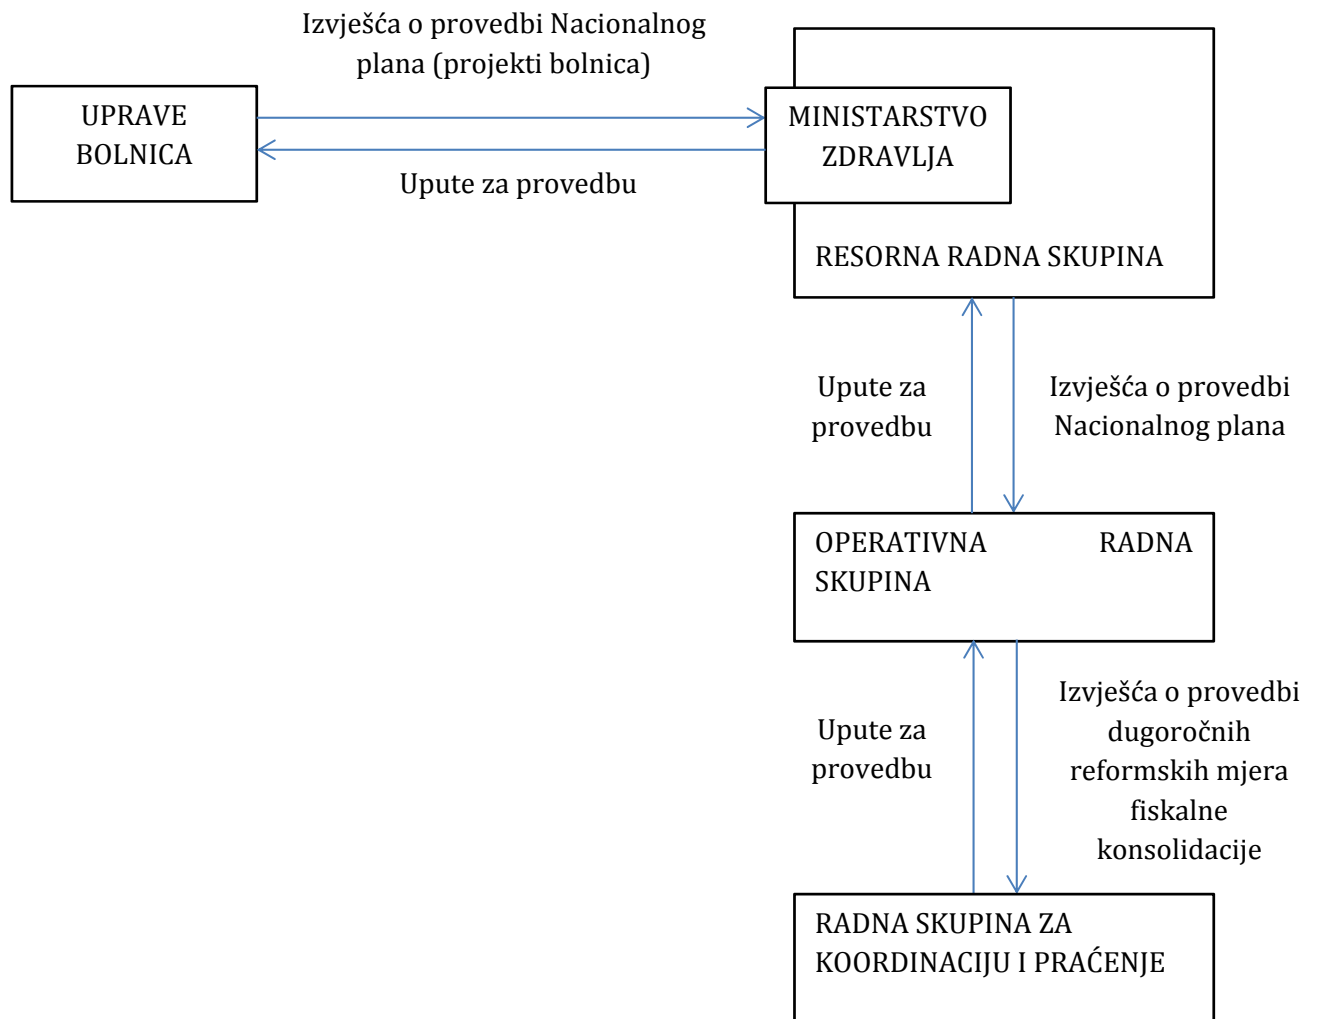 Izvješća o provedbi Nacionalnog
plana (projekti bolnica)
UPRAVE
BOLNICA
MINISTARSTVO
ZDRAVLJA
Upute za provedbu
RESORNA RADNA SKUPINA
Upute za
provedbu
Izvješća o provedbi
Nacionalnog plana
OPERATIVNA RADNA
SKUPINA
Upute za
provedbu
Izvješća o provedbi
dugoročnih
reformskih mjera
fiskalne
konsolidacije
RADNA SKUPINA ZA
KOORDINACIJU I PRAĆENJE